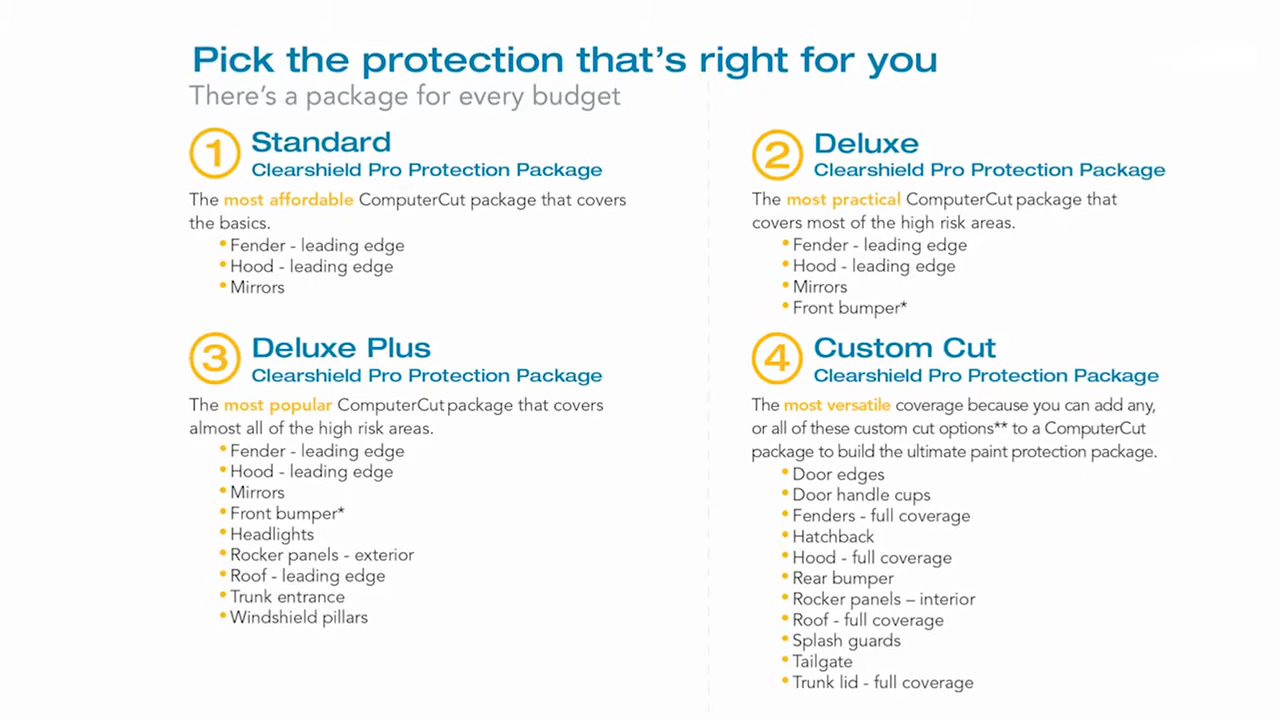 Pick the protection that's right for you
There's a package for every budget
1 Standard
Clearshield Pro Protection Package
The most affordable ComputerCut package that covers
the basics.
• Fender - leading edge
• Hood - leading edge
• Mirrors
2 Deluxe
Clearshield Pro Protection Package
The most practical ComputerCut package that
covers most of the high risk areas.
• Fender - leading edge
• Hood - leading edge
• Mirrors
• Front bumper*
3 Deluxe Plus
Clearshield Pro Protection Package
The most popular ComputerCut package that covers
almost all of the high risk areas.
• Fender - leading edge
• Hood - leading edge
• Mirrors
• Front bumper*
• Headlights
• Rocker panels - exterior
• Roof - leading edge
• Trunk entrance
• Windshield pillars
4 Custom Cut
Clearshield Pro Protection Package
The most versatile coverage because you can add any,
or all of these custom cut options** to a ComputerCut
package to build the ultimate paint protection package.
• Door edges
• Door handle cups
• Fenders - full coverage
• Hatchback
• Hood - full coverage
• Rear bumper
• Rocker panels – interior
• Roof - full coverage
• Splash guards
• Tailgate
• Trunk lid - full coverage